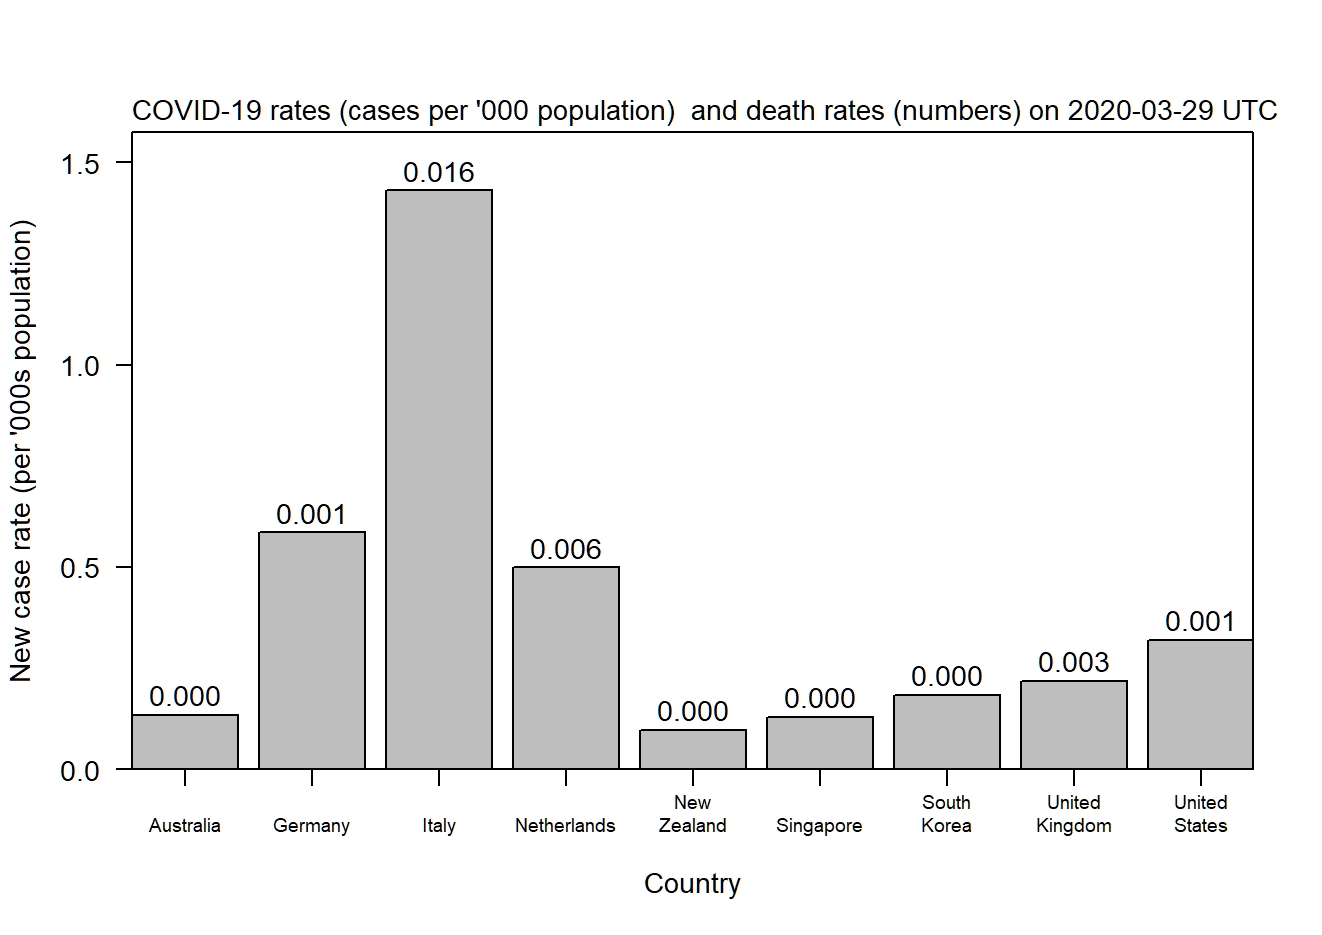 COVID-19 rates (cases per '000 population)  and death rates (numbers) on 2020-03-29 UTC
New case rate (per '000s population)
1.5
1.0
0.5
0.0
0.000
0.001
0.016
0.006
0.000
0.000
0.000
0.003
0.001
Australia
Germany
Italy
Netherlands
New
Zealand
Singapore
South
Korea
United
Kingdom
United
States
Country